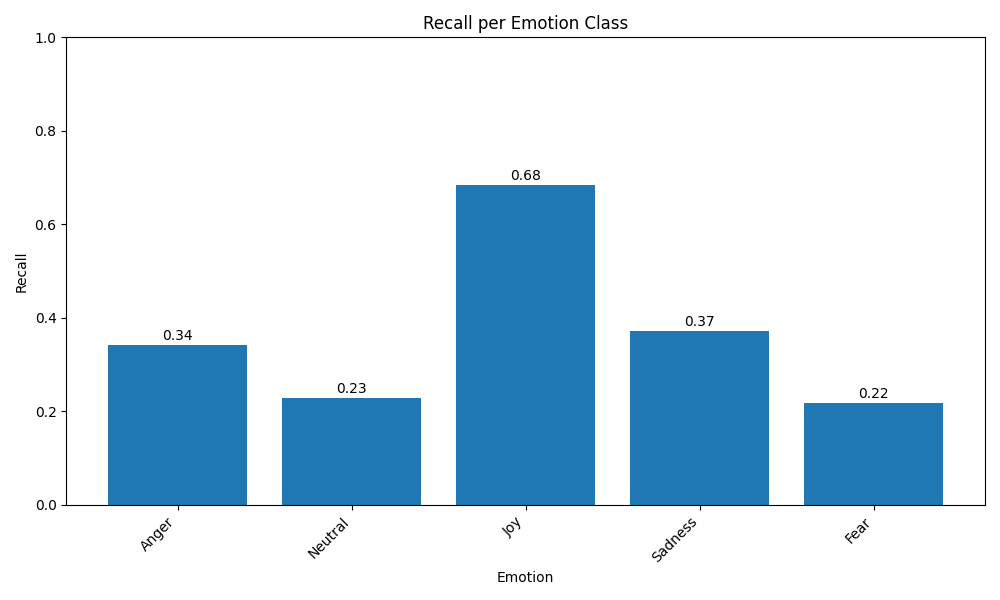 Recall per Emotion Class
1.0
0.8
0.6
0.4
0.2
0.0
Recall
0.34
0.23
0.68
0.37
0.22
Anger
Neutral
Joy
Sadness
Fear
Emotion